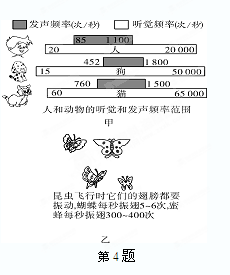 发声频率(次/秒) 听觉频率(次/秒)
85 1100
20 人 20 000
452 1 800
15 狗 50 000
760 1 500
60 猫 65 000
人和动物的听觉和发声频率范围
甲
昆虫飞行时它们的翅膀都要
振动,蝴蝶每秒振翅5~6次,蜜
蜂每秒振翅300~400次
乙
第4题